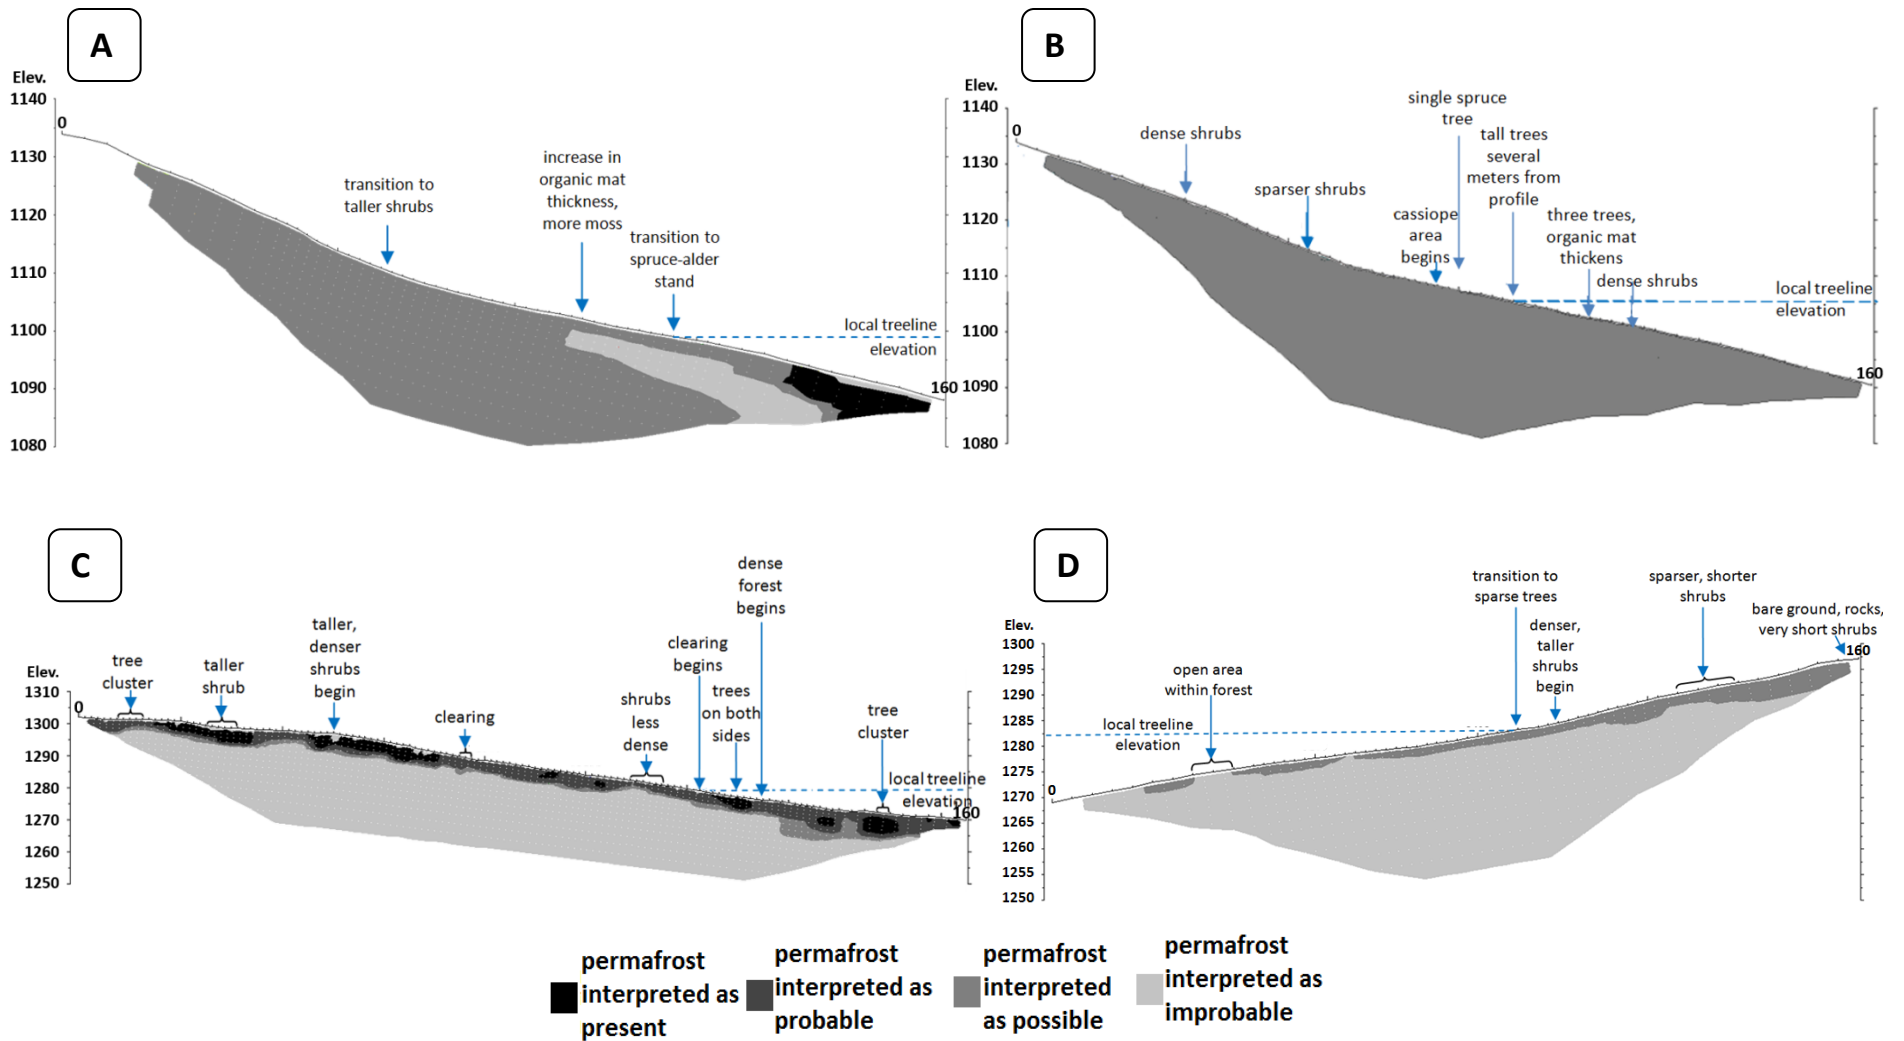 A
Elev.
1140
1130
1120
1110
1100
1090
1080
0
transition to
taller shrubs
increase in
organic mat
thickness,
more moss
transition to
spruce-alder
stand
local treeline
elevation
160
B
Elev.
1140
1130
1120
1110
1100
1090
1080
0
dense shrubs
sparser shrubs
cassiope
area
begins
single spruce
tree
tall trees
several
meters from
profile
three trees,
organic mat
thickens
dense shrubs
local treeline
elevation
160
C
Elev.
1310
1300
1290
1280
1270
1260
1250
0
tree
cluster
taller
shrub
taller,
denser
shrubs
begin
clearing
shrubs
less
dense
clearing
begins
trees
on both
sides
dense
forest
begins
tree
cluster
local treeline
elevation
160
D
Elev.
1300
1295
1290
1285
1280
1275
1270
1265
1260
1255
1250
0
local treeline
elevation
open area
within forest
transition to
sparse trees
denser,
taller
shrubs
begin
sparser, shorter
shrubs
bare ground, rocks,
very short shrubs
160
permafrost
interpreted as
present
permafrost
interpreted as
probable
permafrost
interpreted
as possible
permafrost
interpreted as
improbable